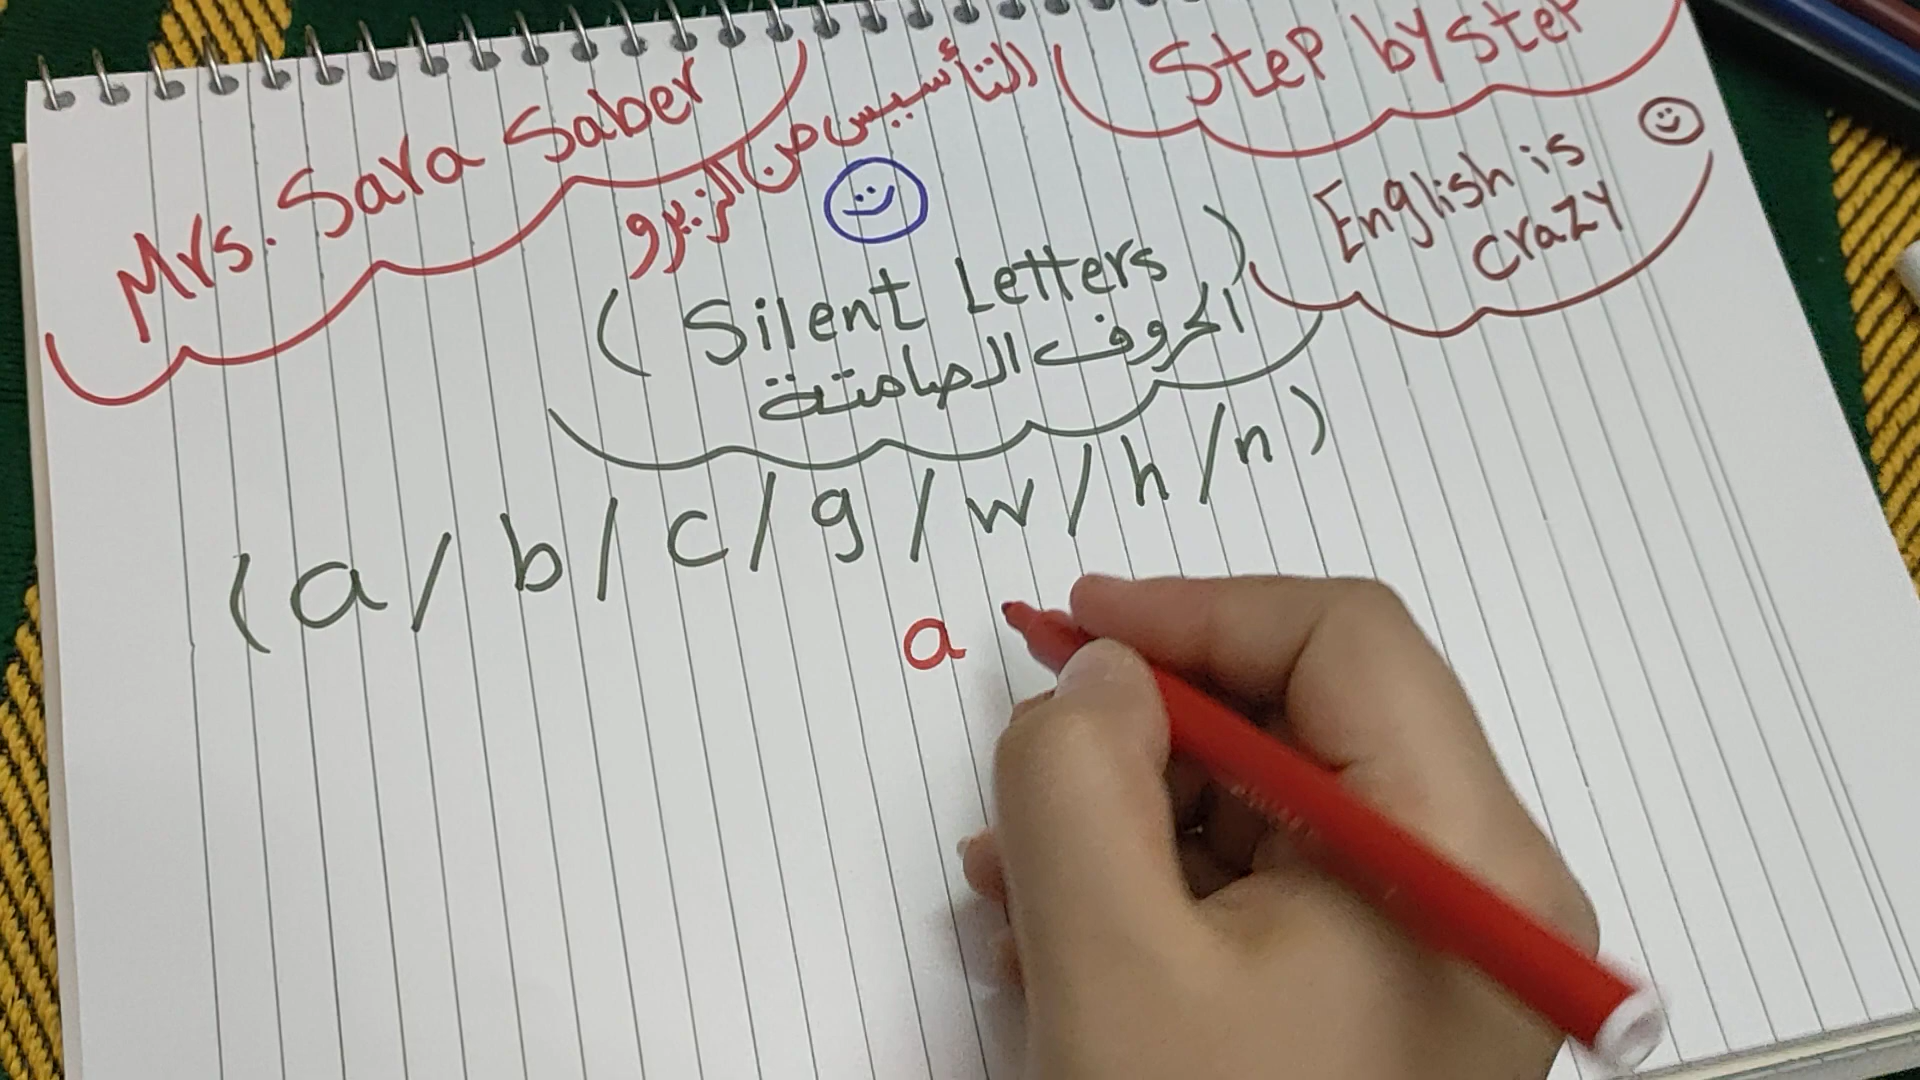 Mrs. Sara Saber
التأسيس من الزيرو
Step by step
English is
crazy
( Silent Letters )
الحروف الصامتة
( a / b / c / g / w / h / n )
a